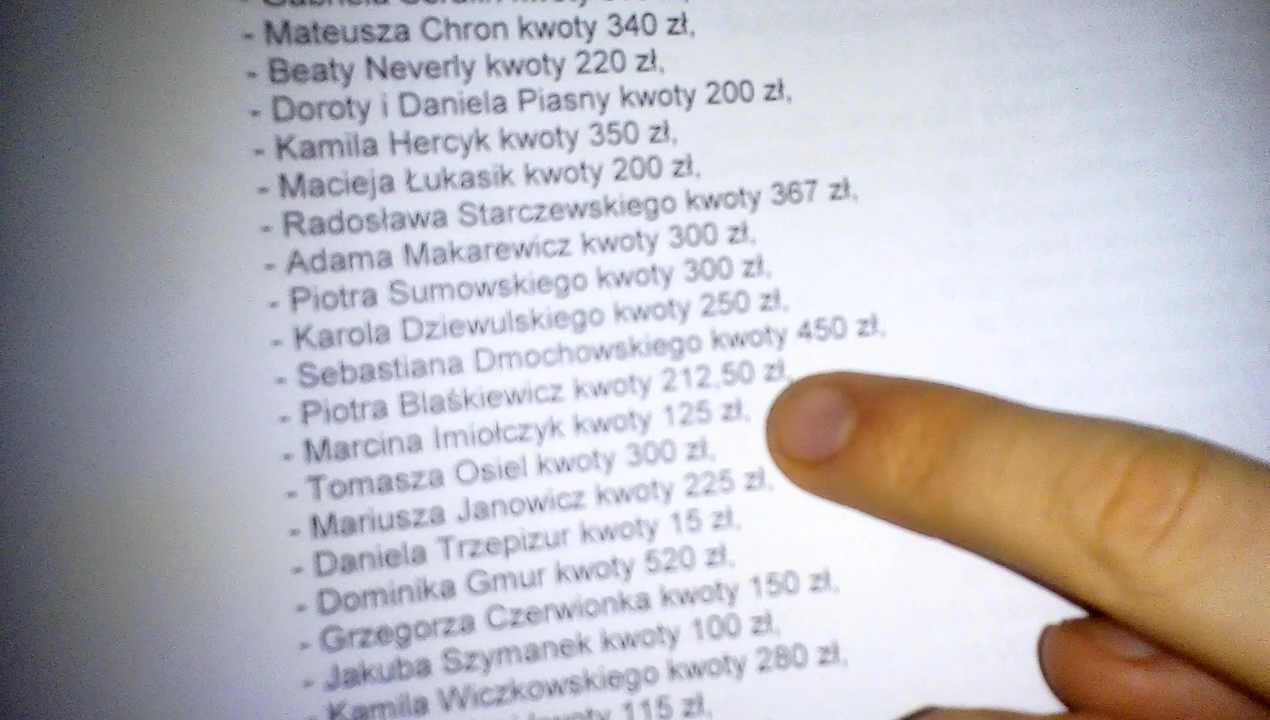 - Mateusza Chron kwoty 340 zł,
- Beaty Neverly kwoty 220 zł,
- Doroty i Daniela Piasny kwoty 200 zł,
- Kamila Hercyk kwoty 350 zł,
- Macieja Łukasik kwoty 200 zł,
- Radosława Starczewskiego kwoty 367 zł,
- Adama Makarewicz kwoty 300 zł,
- Piotra Sumowskiego kwoty 300 zł,
- Karola Dziewulskiego kwoty 250 zł,
- Sebastiana Dmochowskiego kwoty 450 zł,
- Piotra Błaśkiewicz kwoty 212,50 zł,
- Marcina Imiołczyk kwoty 125 zł,
- Tomasza Osiel kwoty 300 zł,
- Mariusza Janowicz kwoty 225 zł,
- Daniela Trzepizur kwoty 15 zł,
- Dominika Gmur kwoty 520 zł,
- Grzegorza Czerwionka kwoty 150 zł,
- Jakuba Szymanek kwoty 100 zł,
- Kamila Wiczkowskiego kwoty 280 zł,
kwoty 115 zł,